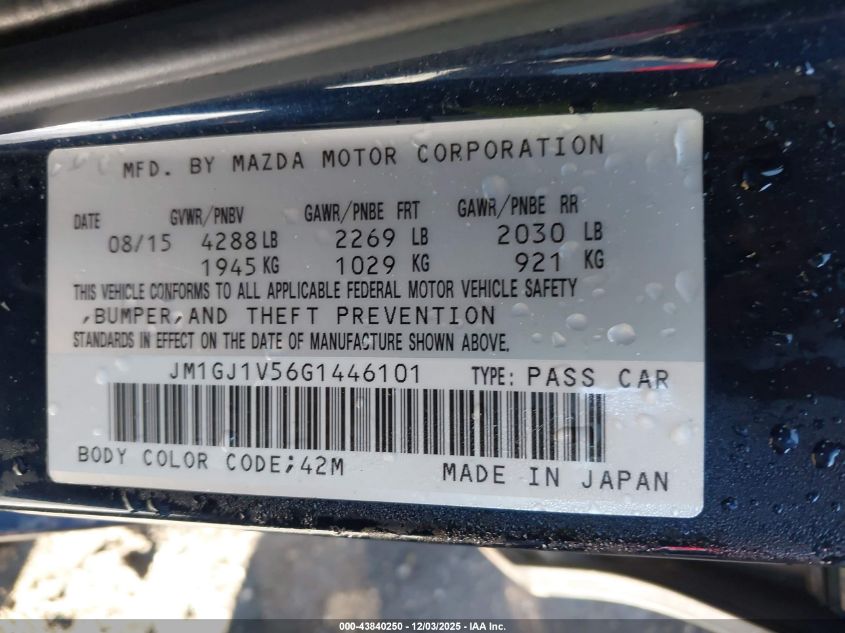 MFD. BY MAZDA MOTOR CORPORATION
DATE GVWR/PNBV GAWR/PNBE FRT GAWR/PNBE RR
08/15 4288 LB 2269 LB 2030 LB
1945 KG 1029 KG 921 KG
THIS VEHICLE CONFORMS TO ALL APPLICABLE FEDERAL MOTOR VEHICLE SAFETY
,BUMPER,AND THEFT PREVENTION
STANDARDS IN EFFECT ON THE DATE OF MANUFACTURE SHOWN ABOVE.
JM1GJ1V56G1446101 TYPE: PASS CAR
BODY COLOR CODE;42M MADE IN JAPAN
000-43840250 - 12/03/2025 - IAA Inc.